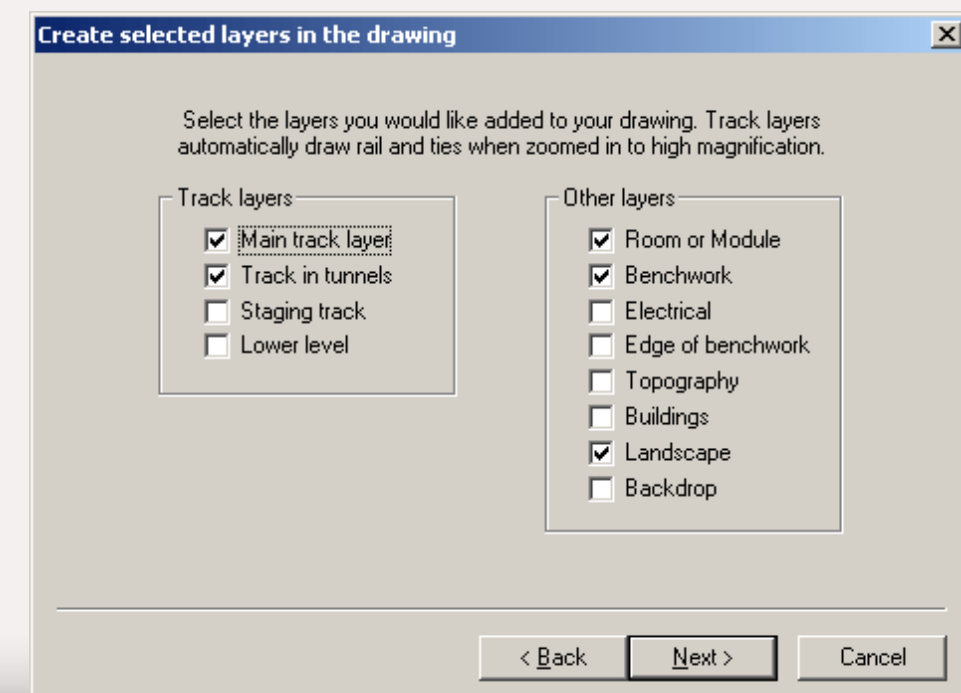 Create selected layers in the drawing
Select the layers you would like added to your drawing. Track layers
automatically draw rail and ties when zoomed in to high magnification.
Track layers
Main track layer
Track in tunnels
Staging track
Lower level
Other layers
Room or Module
Benchwork
Electrical
Edge of benchwork
Topography
Buildings
Landscape
Backdrop
< Back
Next >
Cancel